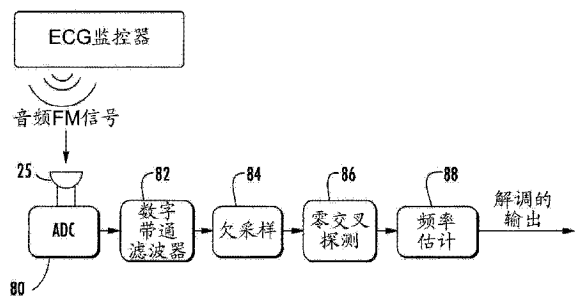 ECG监控器
音频FM信号
25
82
84
86
88
ADC
数字
带通
滤波器
欠采样
零交叉
探测
频率
估计
解调的
输出
80